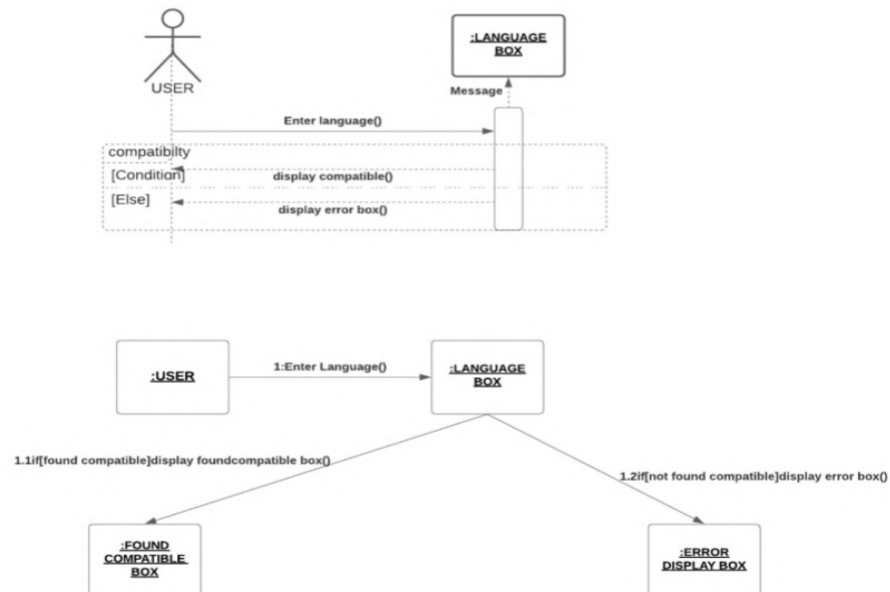 :LANGUAGE
BOX
USER
Message
Enter language()
compatibilty
[Condition]
display compatible()
[Else]
display error box()
:USER
1:Enter Language()
:LANGUAGE
BOX
1.1if[found compatible]display foundcompatible box()
1.2if[not found compatible]display error box()
:FOUND
COMPATIBLE
BOX
:ERROR
DISPLAY BOX